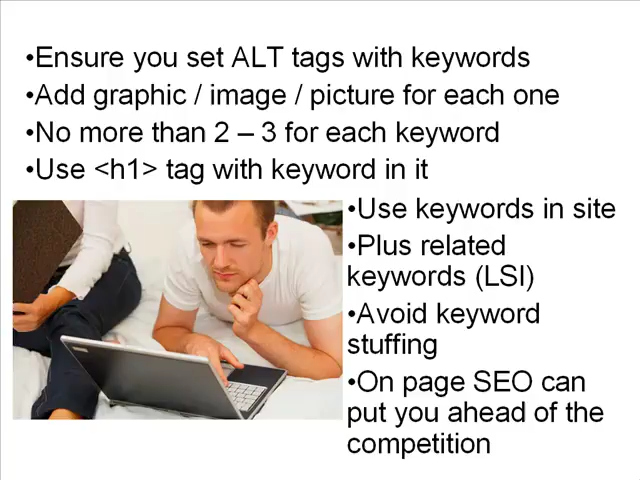 •Ensure you set ALT tags with keywords
•Add graphic / image / picture for each one
•No more than 2 – 3 for each keyword
•Use <h1> tag with keyword in it
•Use keywords in site
•Plus related
keywords (LSI)
•Avoid keyword
stuffing
•On page SEO can
put you ahead of the
competition